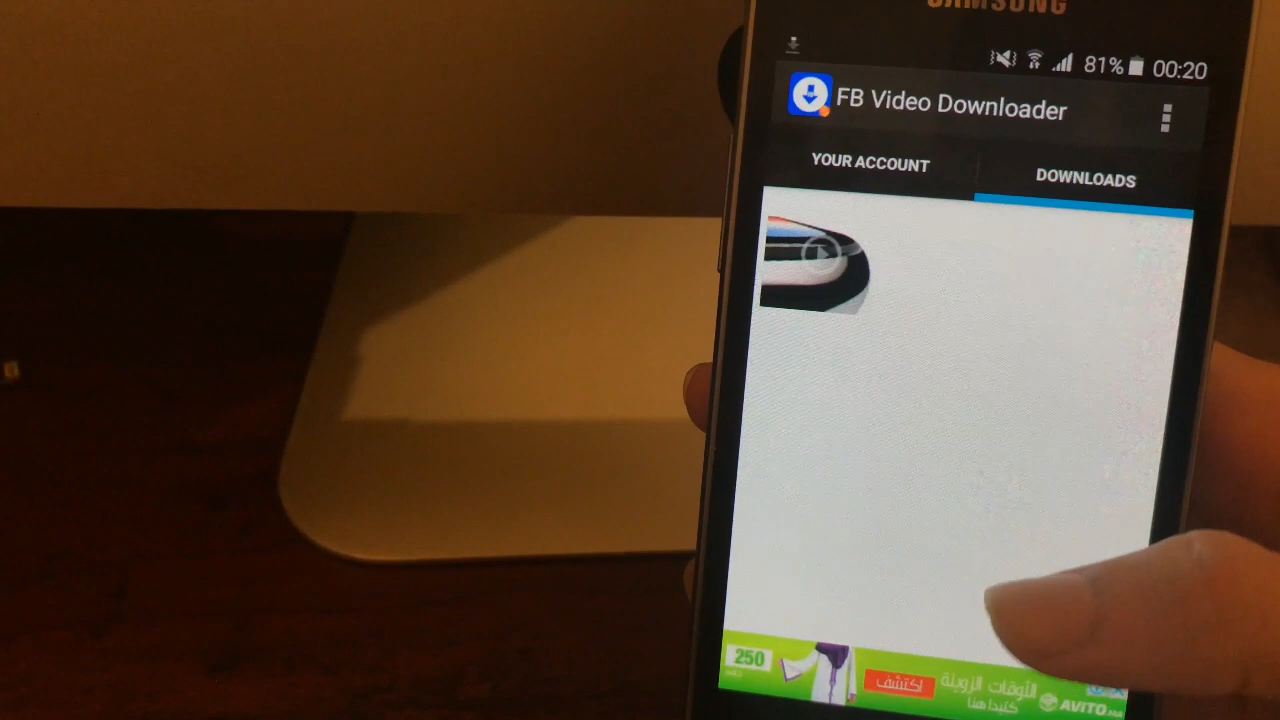 SAMSUNG
81% 00:20
FB Video Downloader
YOUR ACCOUNT
DOWNLOADS
250
اكتشف
الأوقات الزوينة
كتبدا هنا
AVITO